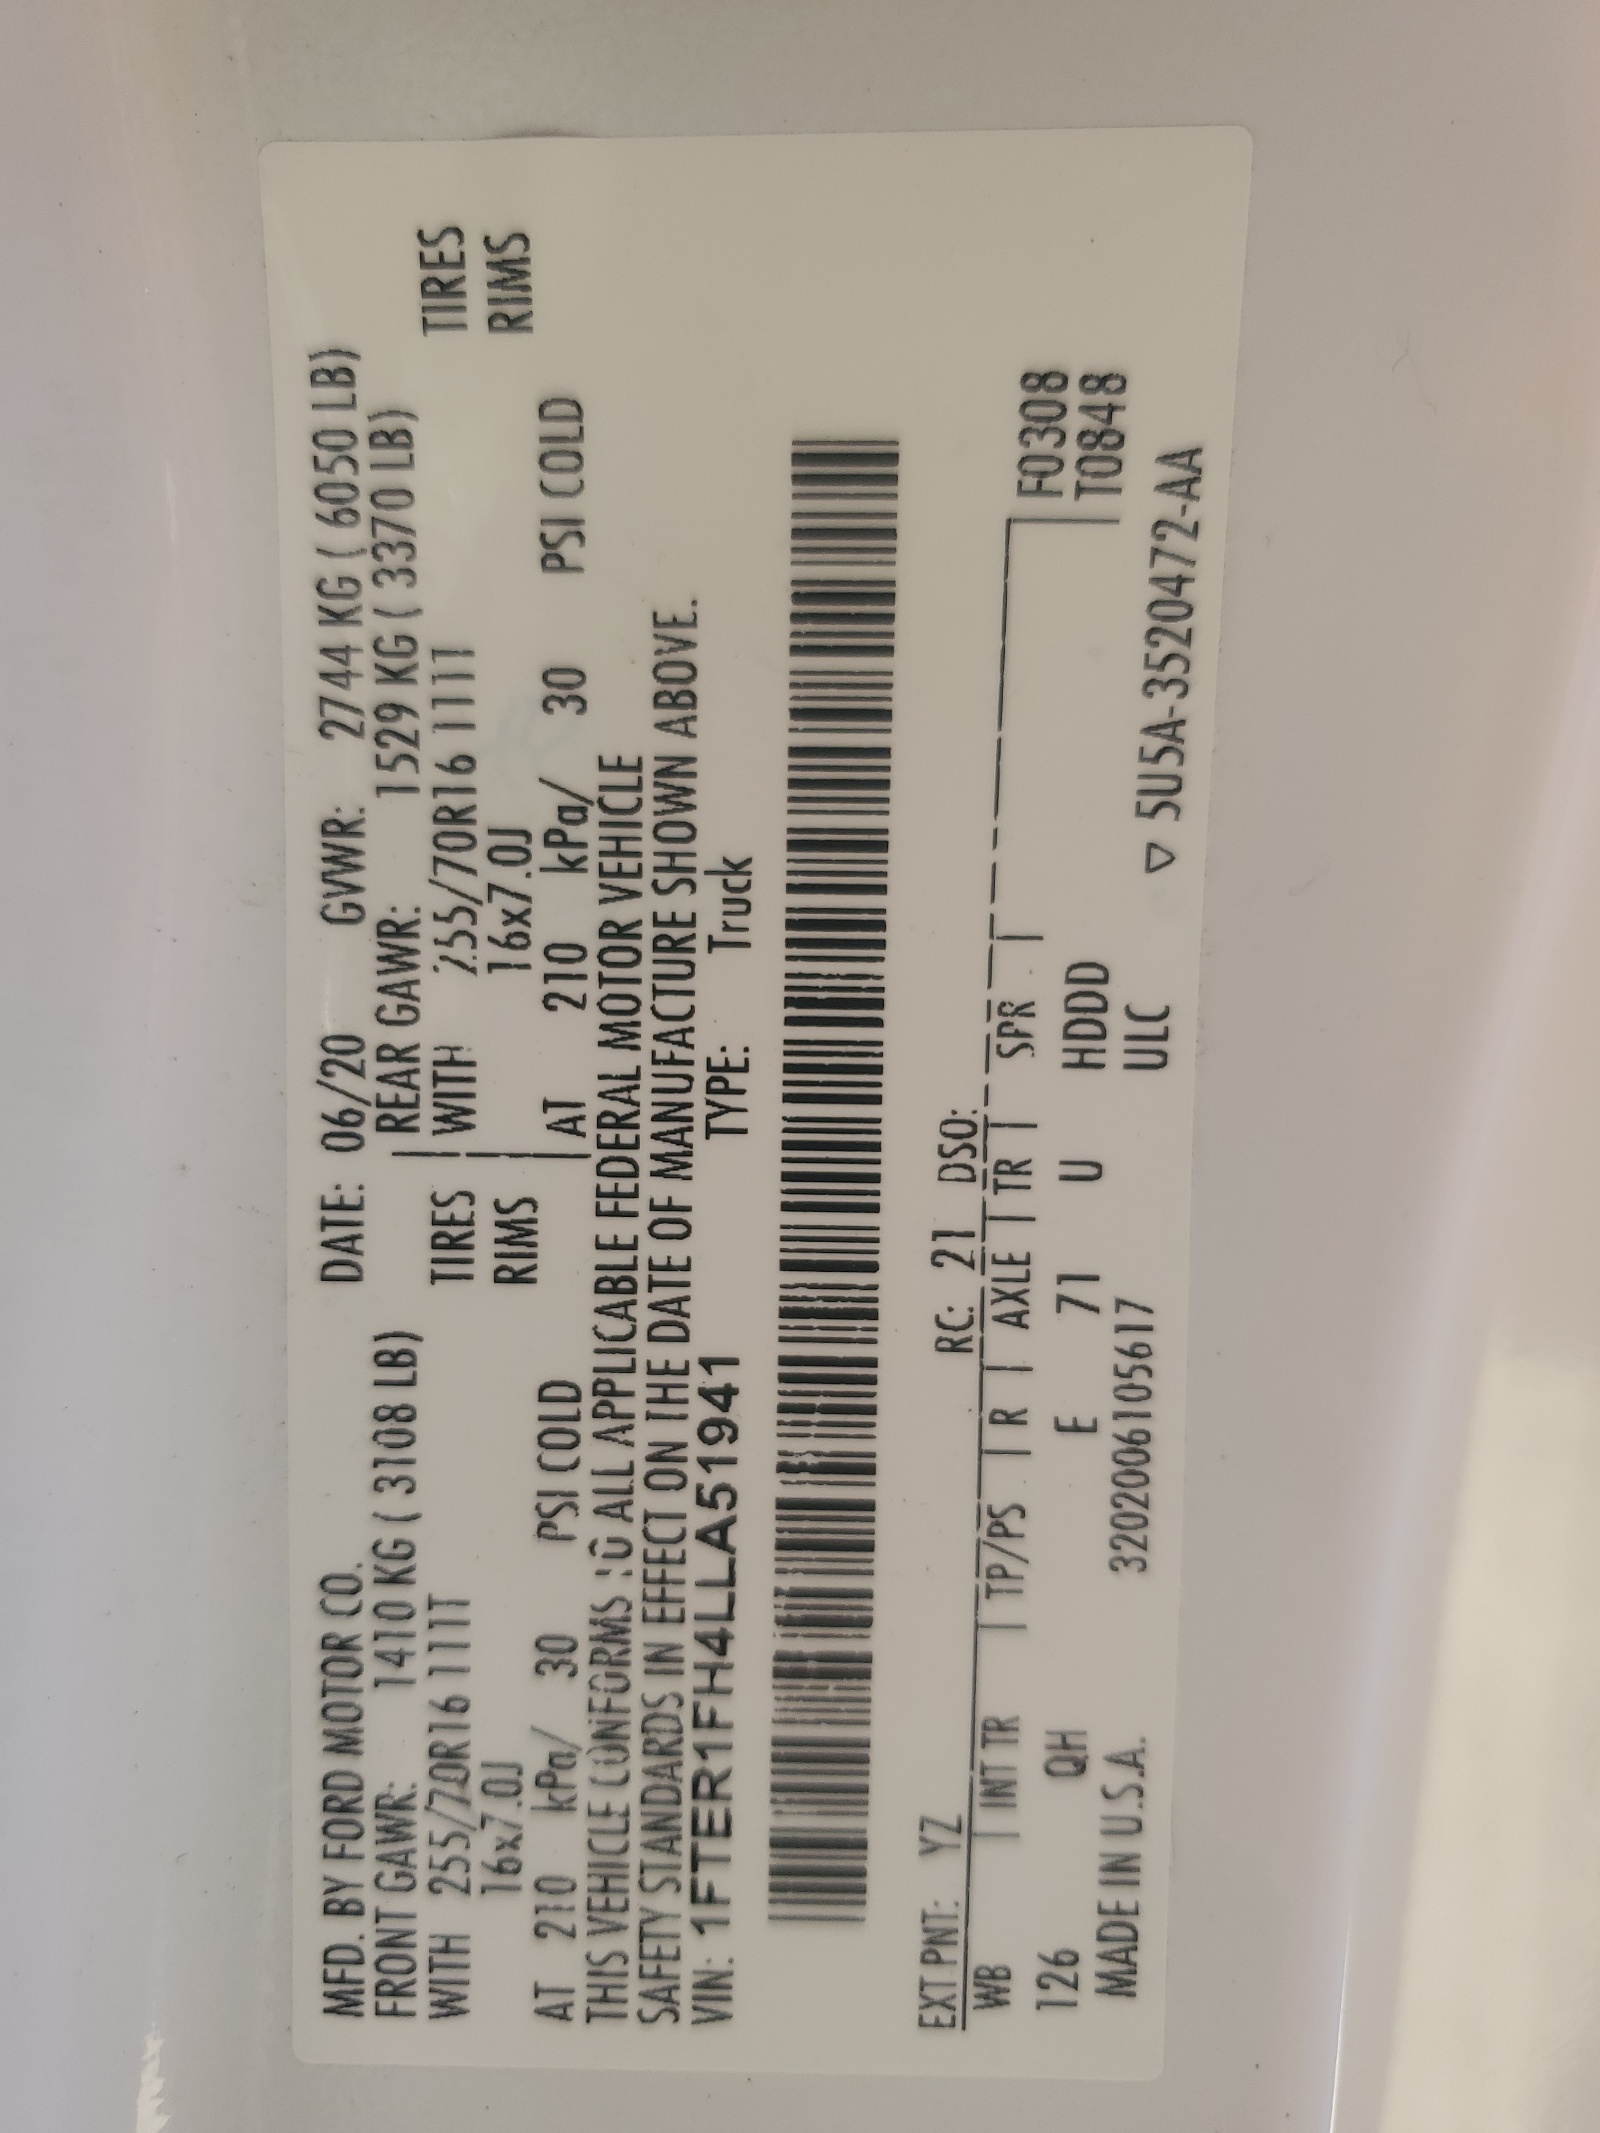 MFD. BY FORD MOTOR CO. DATE: 06/20 GVWR: 2744 KG ( 6050 LB)
FRONT GAWR: 1410 KG ( 3108 LB) REAR GAWR: 1529 KG ( 3370 LB)
WITH 255/70R16 111T TIRES WITH 255/70R16 111T TIRES
16x7.0J RIMS 16x7.0J RIMS
AT 210 kPa/ 30 PSI COLD AT 210 kPa/ 30 PSI COLD
THIS VEHICLE CONFORMS TO ALL APPLICABLE FEDERAL MOTOR VEHICLE
SAFETY STANDARDS IN EFFECT ON THE DATE OF MANUFACTURE SHOWN ABOVE.
VIN: 1FTER1FH4LLA51941 TYPE: Truck
EXT PNT: YZ RC: 21 DSO:
WB | INT TR | TP/PS | R | AXLE | TR | SPR | F0308
126 QH E 71 U HDDD T0848
MADE IN U.S.A. 3202006105617 ULC
▽ 5U5A-3520472-AA